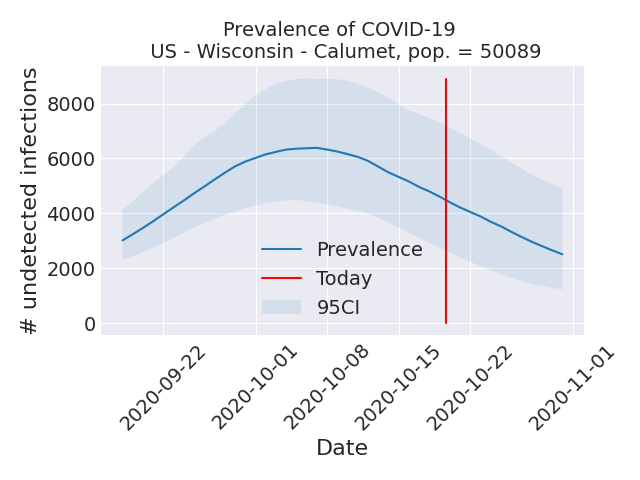 Prevalence of COVID-19
US - Wisconsin - Calumet, pop. = 50089
# undetected infections
8000
6000
4000
2000
0
Prevalence
Today
95CI
2020-09-22
2020-10-01
2020-10-08
2020-10-15
2020-10-22
2020-11-01
Date